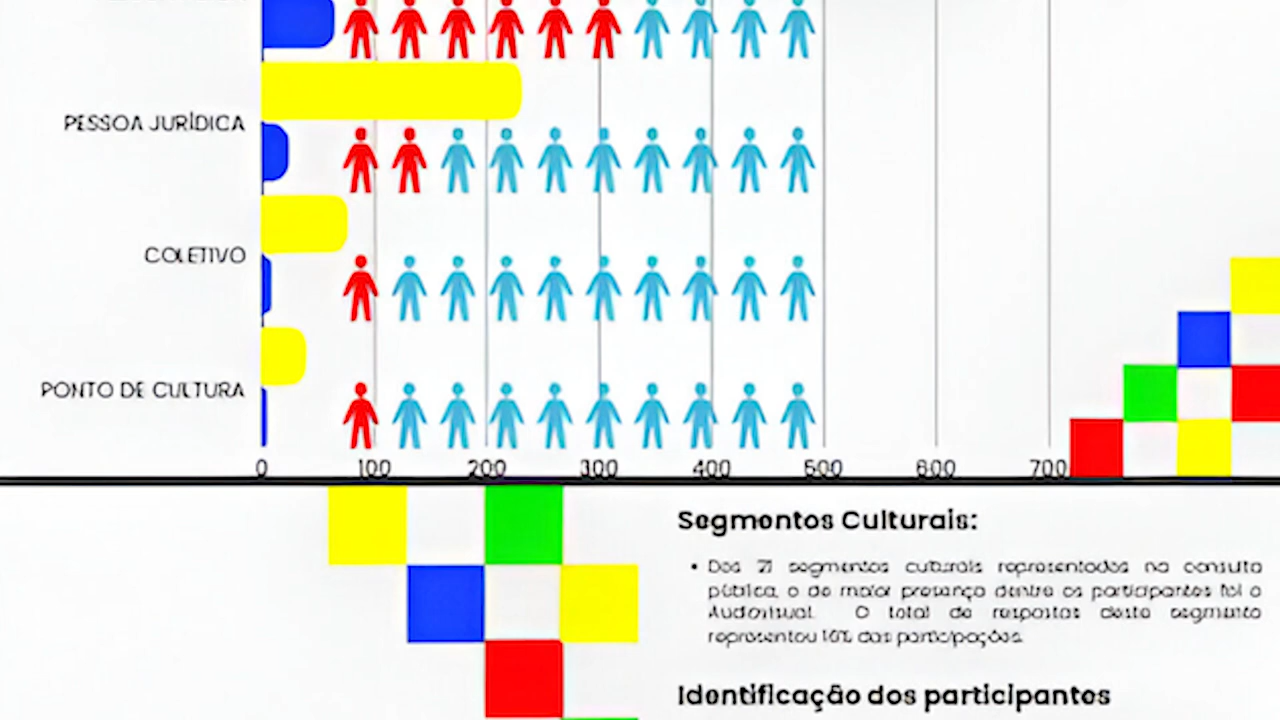 PESSOA JURÍDICA
COLETIVO
PONTO DE CULTURA
0 100 200 300 400 500 600 700
Segmentos Culturais:
• Dos 21 segmentos culturais representados na consulta
pública, o de maior presença dentre os participantes foi o
Audiovisual. O total de respostas deste segmento
representou 16% das participações.
Identificação dos participantes